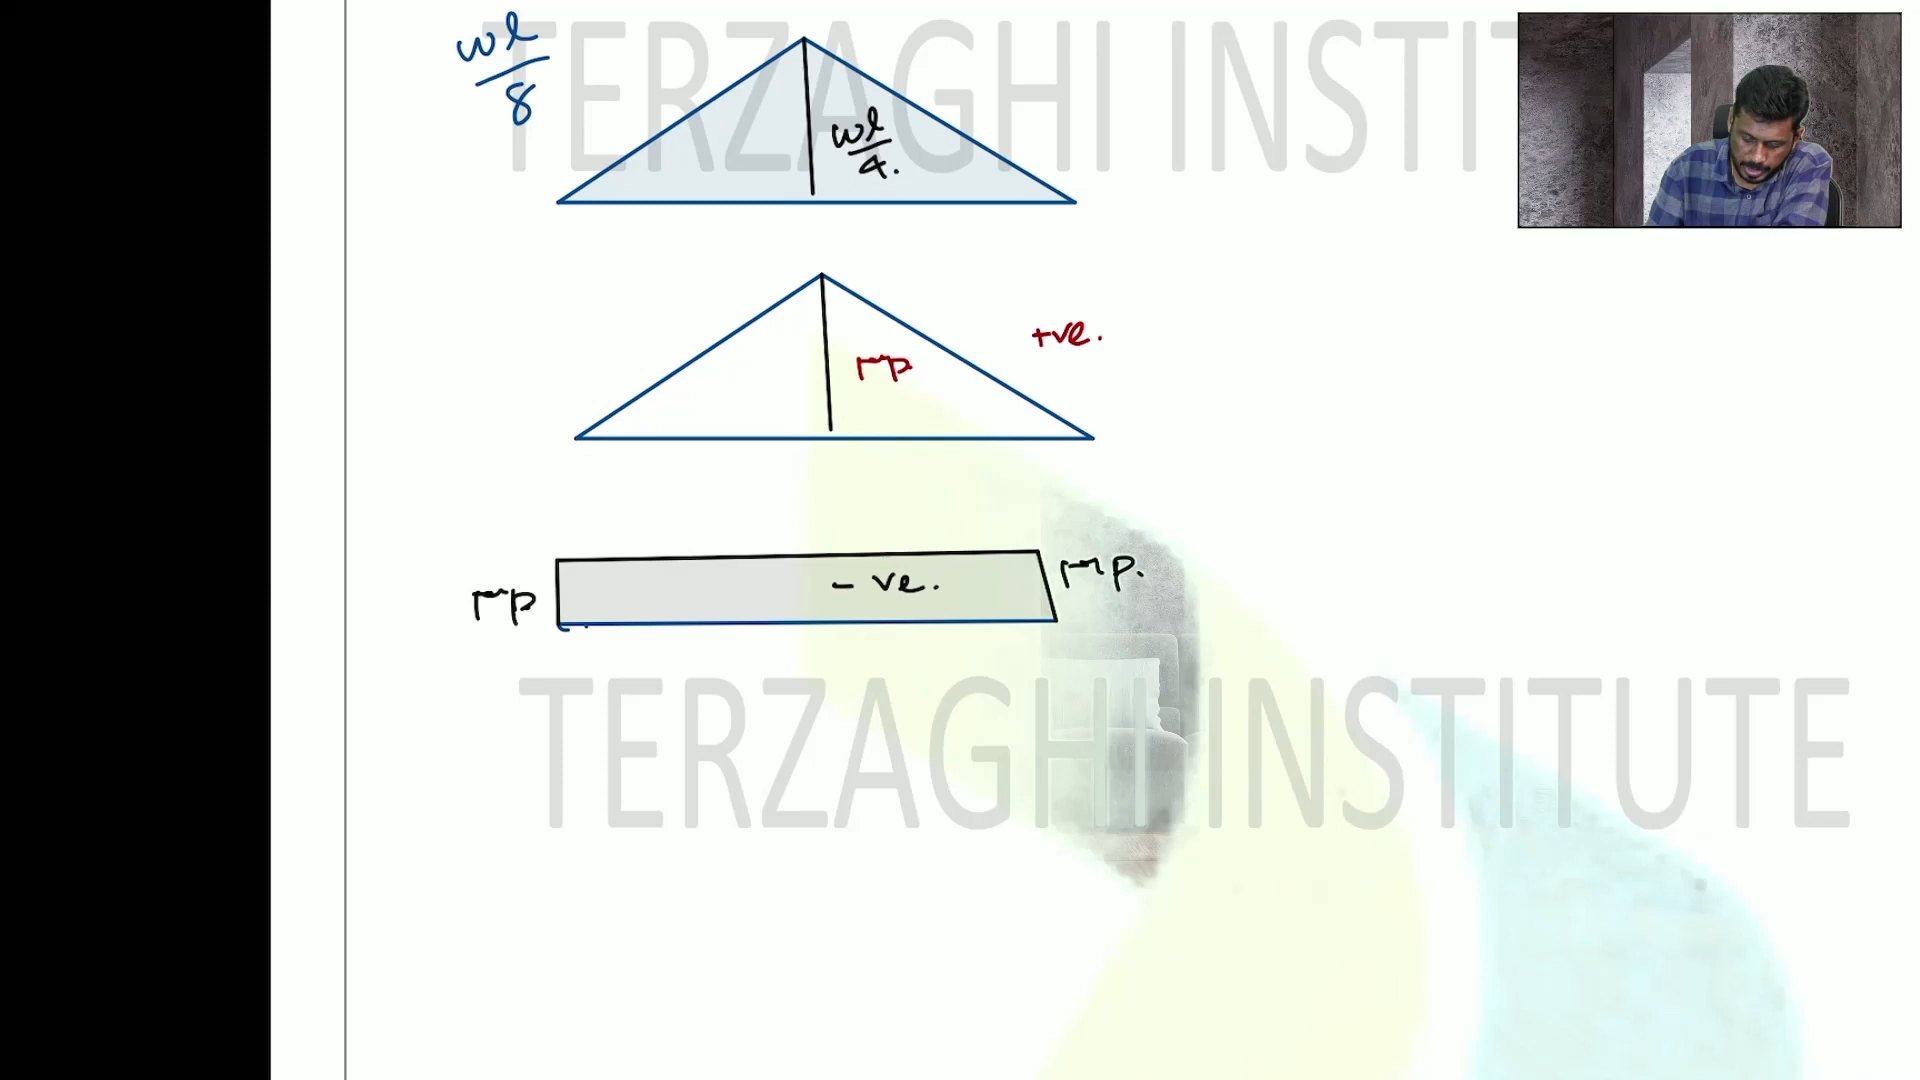 TERZAGHI INSTIT
wl/8
wl/4.
+ve.
Mp
- ve.
Mp.
Mp
TERZAGHI INSTITUTE